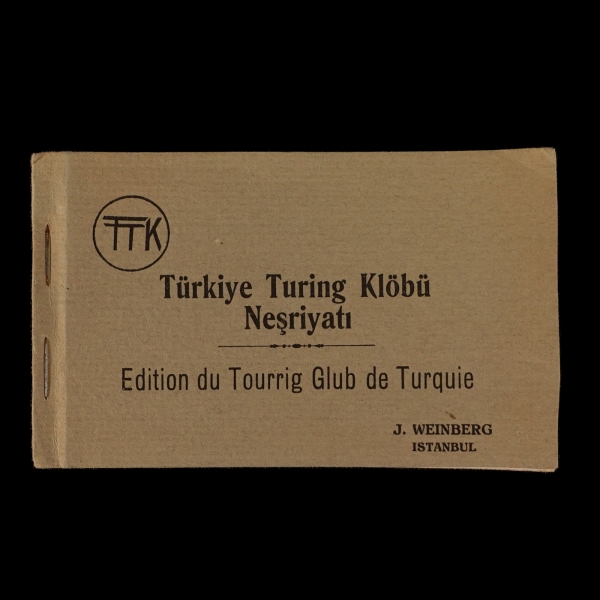 TTK
Türkiye Turing Klöbü
Neşriyatı
Edition du Tourrig Glub de Turquie
J. WEINBERG
ISTANBUL